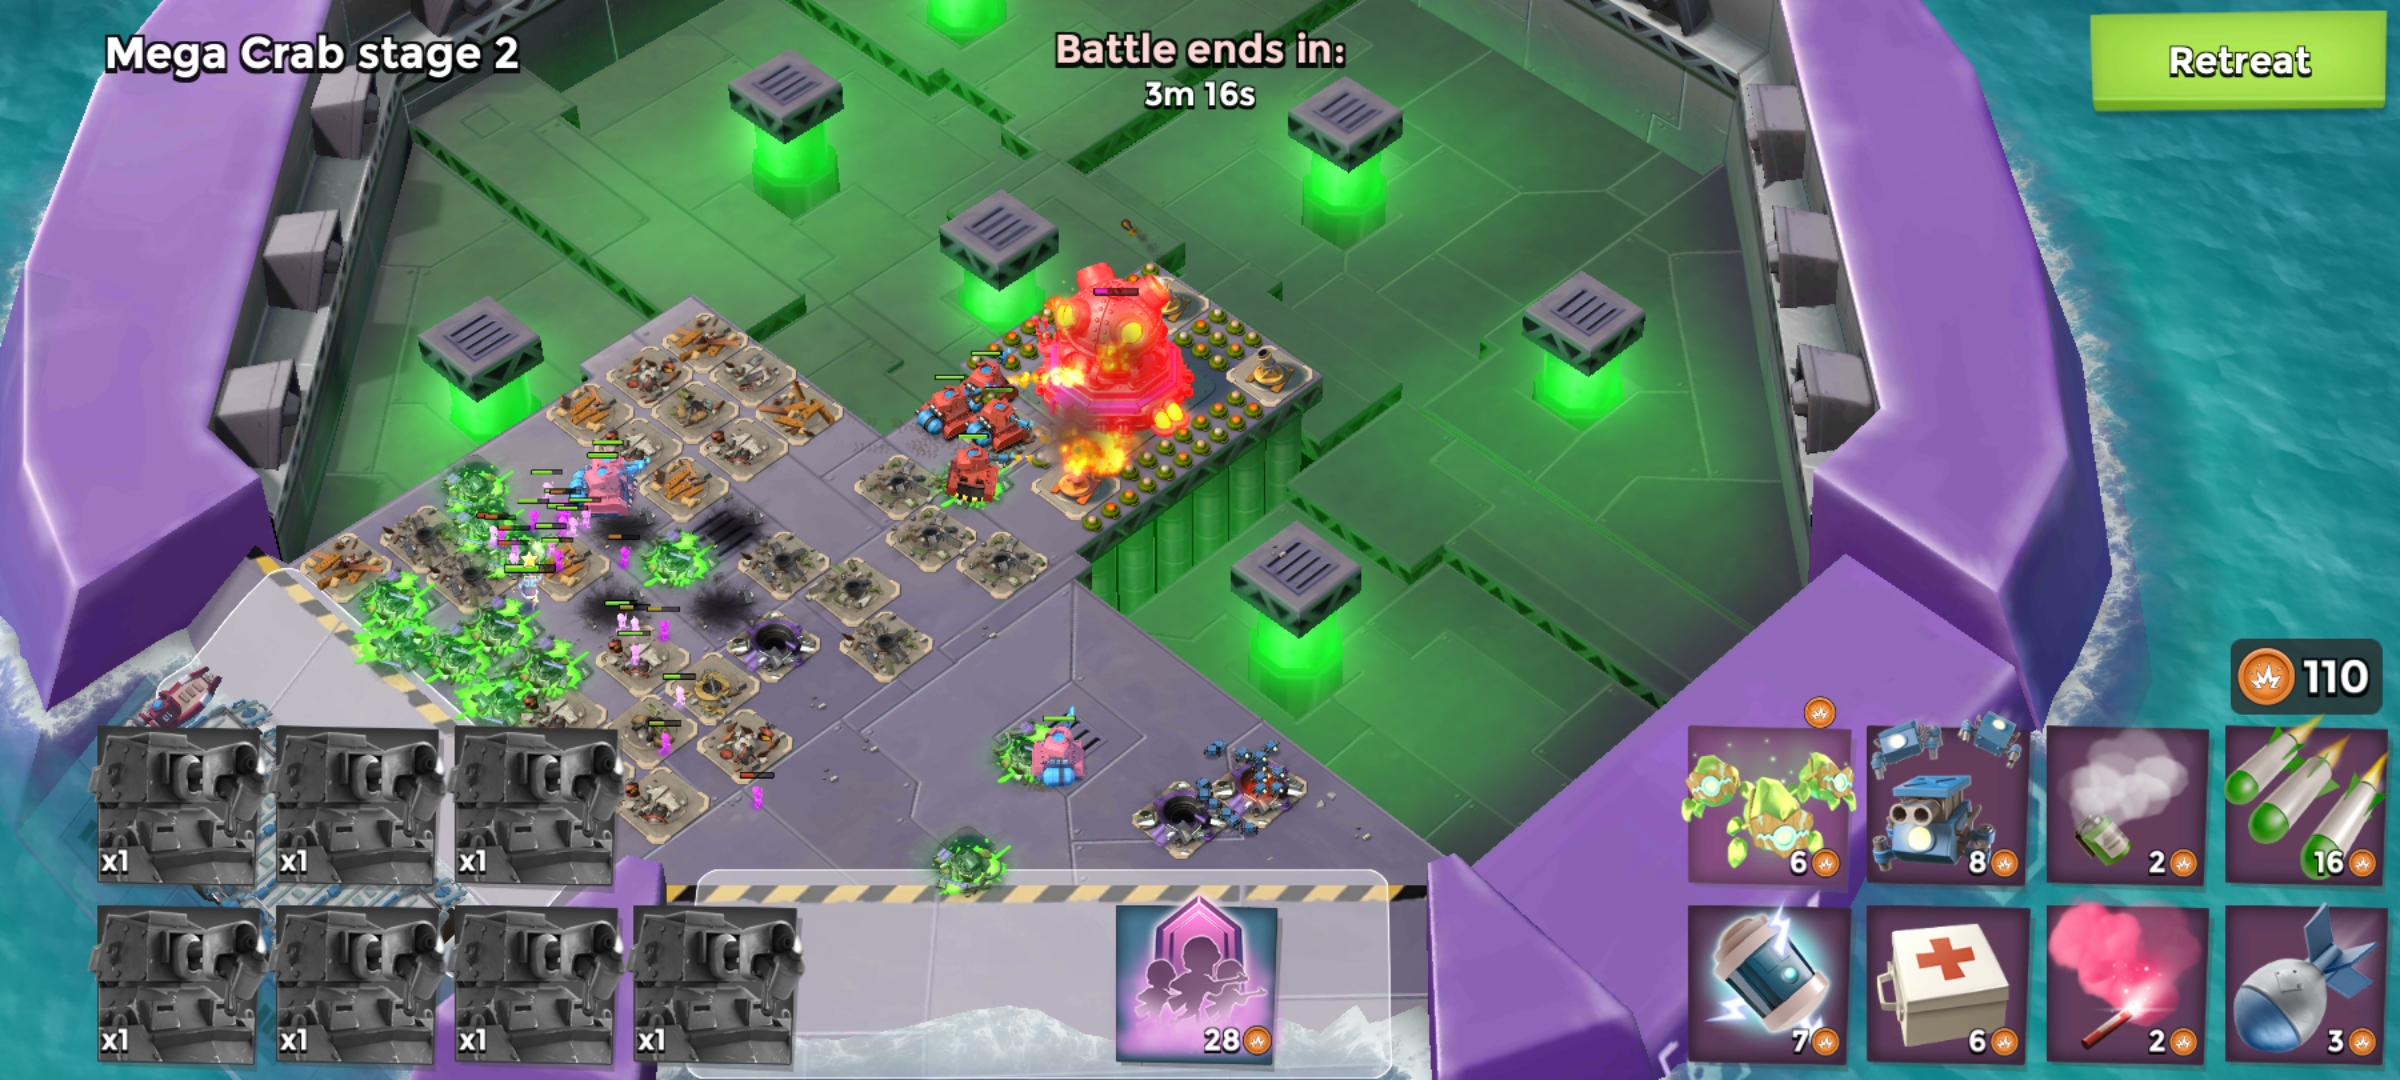 Mega Crab stage 2
Battle ends in:
3m 16s
Retreat
110
x1
x1
x1
6
8
2
16
x1
x1
x1
x1
28
7
6
2
3